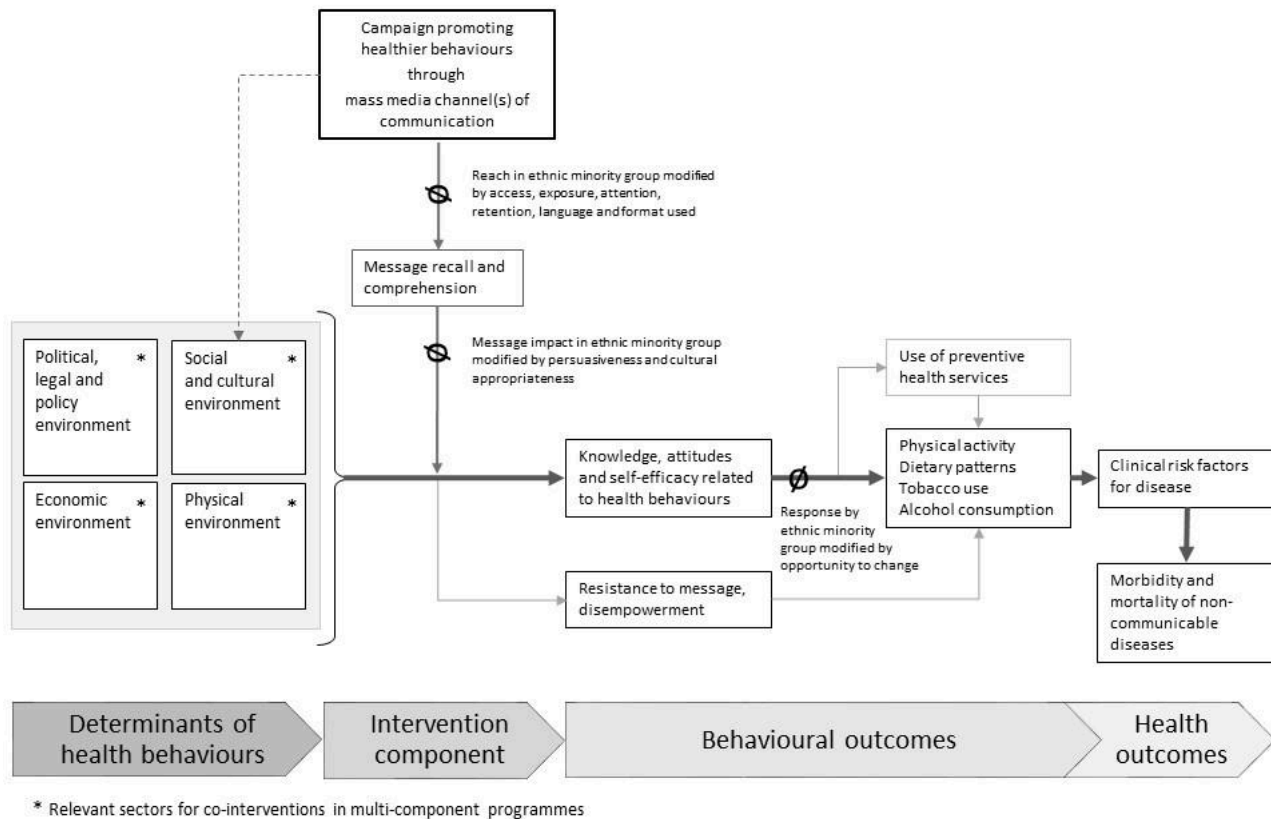 Campaign promoting
healthier behaviours
through
mass media channel(s) of
communication
Reach in ethnic minority group modified
by access, exposure, attention,
retention, language and format used
Message recall and
comprehension
Message impact in ethnic minority group
modified by persuasiveness and cultural
appropriateness
Political, *
legal and
policy
environment
Social *
and cultural
environment
Economic *
environment
Physical *
environment
Use of preventive
health services
Knowledge, attitudes
and self-efficacy related
to health behaviours
Response by
ethnic minority
group modified by
opportunity to change
Physical activity
Dietary patterns
Tobacco use
Alcohol consumption
Clinical risk factors
for disease
Resistance to message,
disempowerment
Morbidity and
mortality of non-
communicable
diseases
Determinants of
health behaviours
Intervention
component
Behavioural outcomes
Health
outcomes
* Relevant sectors for co-interventions in multi-component programmes